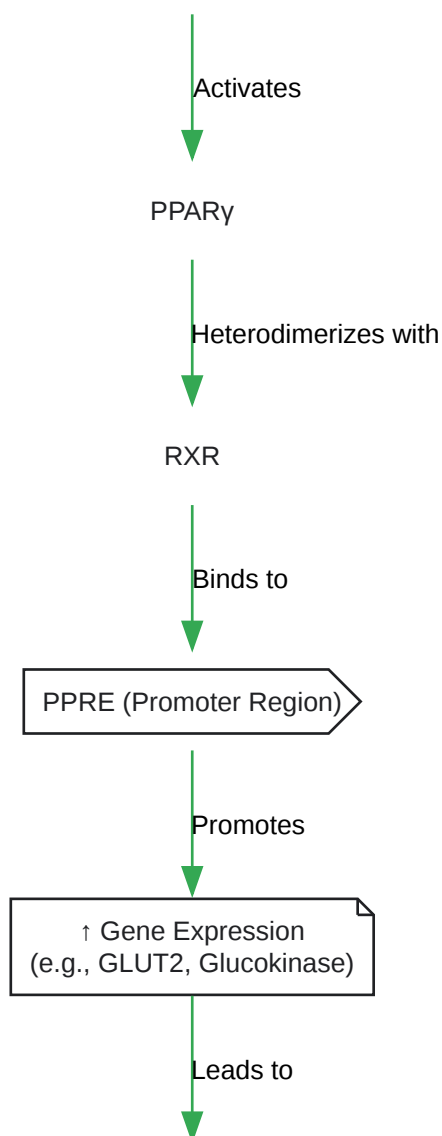 Activates
PPARγ
Heterodimerizes with
RXR
Binds to
PPRE (Promoter Region)
Promotes
↑ Gene Expression
(e.g., GLUT2, Glucokinase)
Leads to